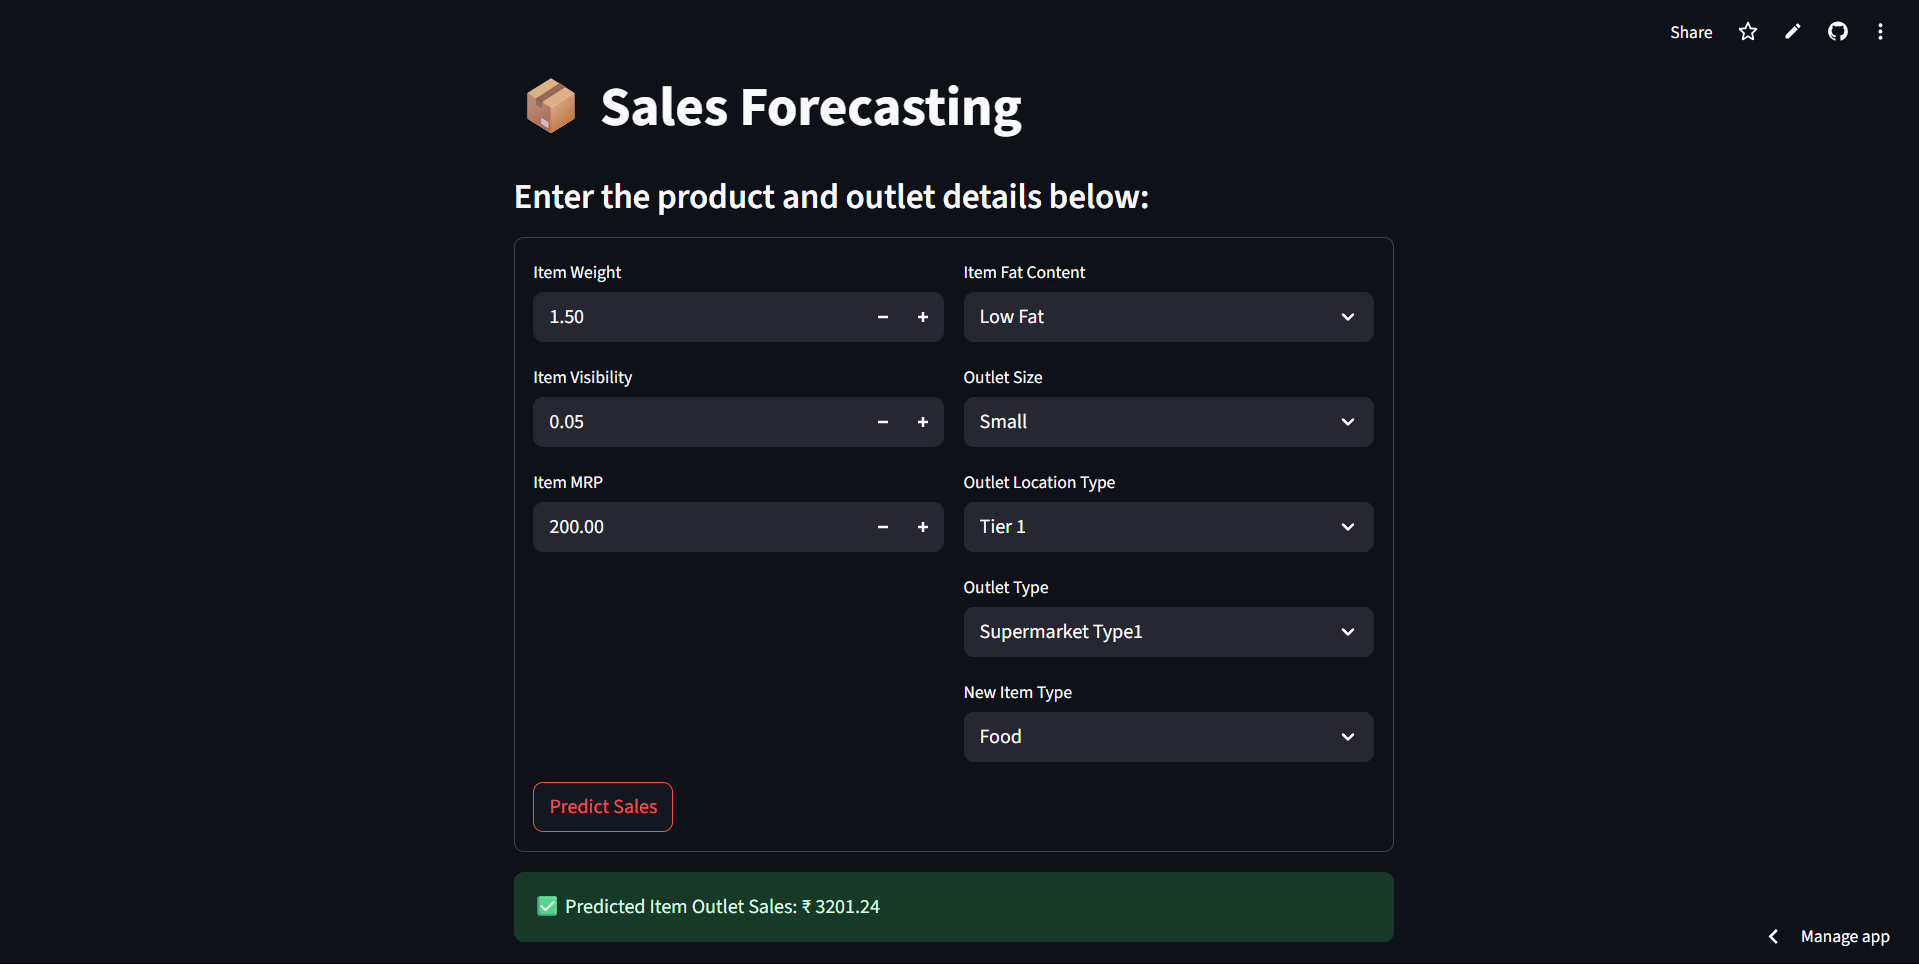 Share
Sales Forecasting
Enter the product and outlet details below:
Item Weight
1.50
Item Visibility
0.05
Item MRP
200.00
Item Fat Content
Low Fat
Outlet Size
Small
Outlet Location Type
Tier 1
Outlet Type
Supermarket Type1
New Item Type
Food
Predict Sales
Predicted Item Outlet Sales: ₹ 3201.24
Manage app